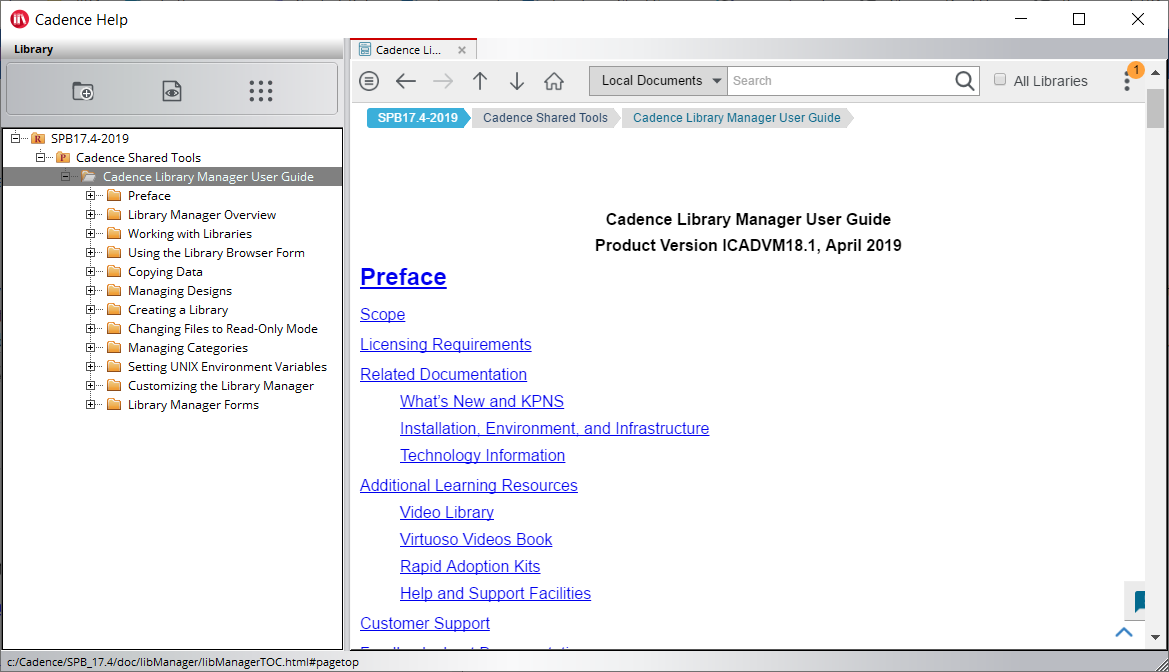 Cadence Help
Library
Cadence Li...
Local Documents
Search
All Libraries
1
SPB17.4-2019
Cadence Shared Tools
Cadence Library Manager User Guide
SPB17.4-2019
Cadence Shared Tools
Cadence Library Manager User Guide
Preface
Library Manager Overview
Working with Libraries
Using the Library Browser Form
Copying Data
Managing Designs
Creating a Library
Changing Files to Read-Only Mode
Managing Categories
Setting UNIX Environment Variables
Customizing the Library Manager
Library Manager Forms
Cadence Library Manager User Guide
Product Version ICADVM18.1, April 2019
Preface
Scope
Licensing Requirements
Related Documentation
What's New and KPNS
Installation, Environment, and Infrastructure
Technology Information
Additional Learning Resources
Video Library
Virtuoso Videos Book
Rapid Adoption Kits
Help and Support Facilities
Customer Support
c:/Cadence/SPB_17.4/doc/libManager/libManagerTOC.html#pagetop